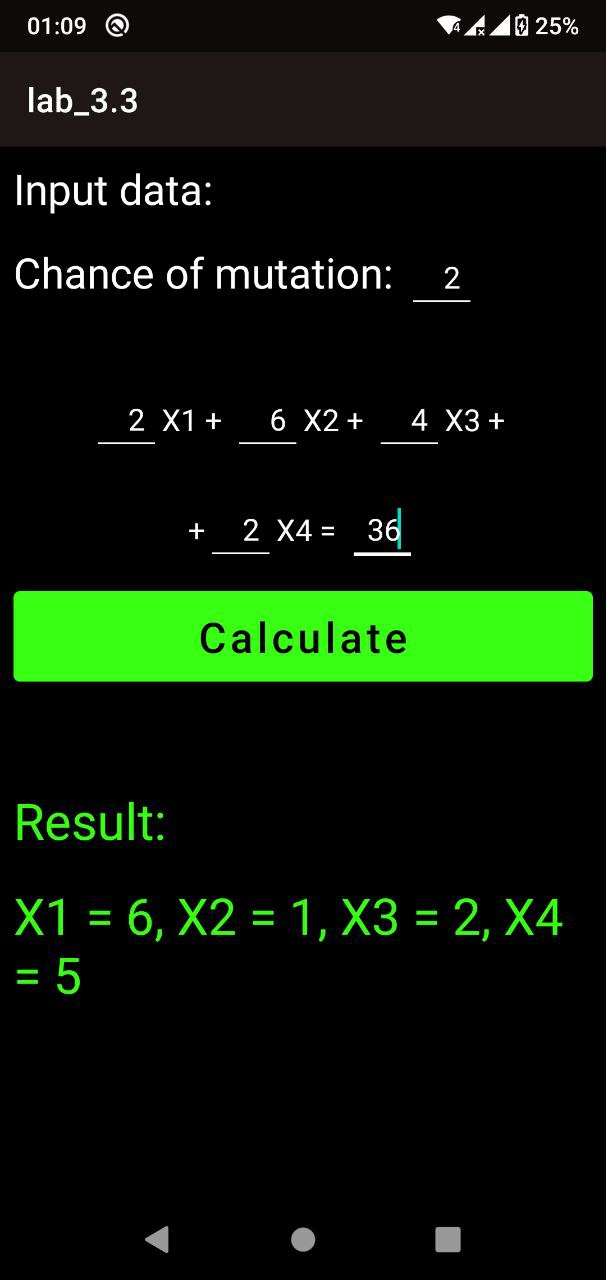 01:09 4 25%
lab_3.3
Input data:
Chance of mutation: 2
2 X1 + 6 X2 + 4 X3 +
+ 2 X4 = 36
Calculate
Result:
X1 = 6, X2 = 1, X3 = 2, X4
= 5